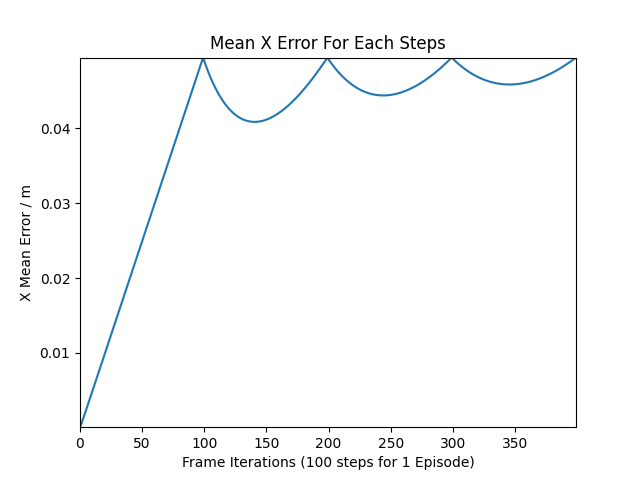 Mean X Error For Each Steps
X Mean Error / m
0.04
0.03
0.02
0.01
0 50 100 150 200 250 300 350
Frame Iterations (100 steps for 1 Episode)